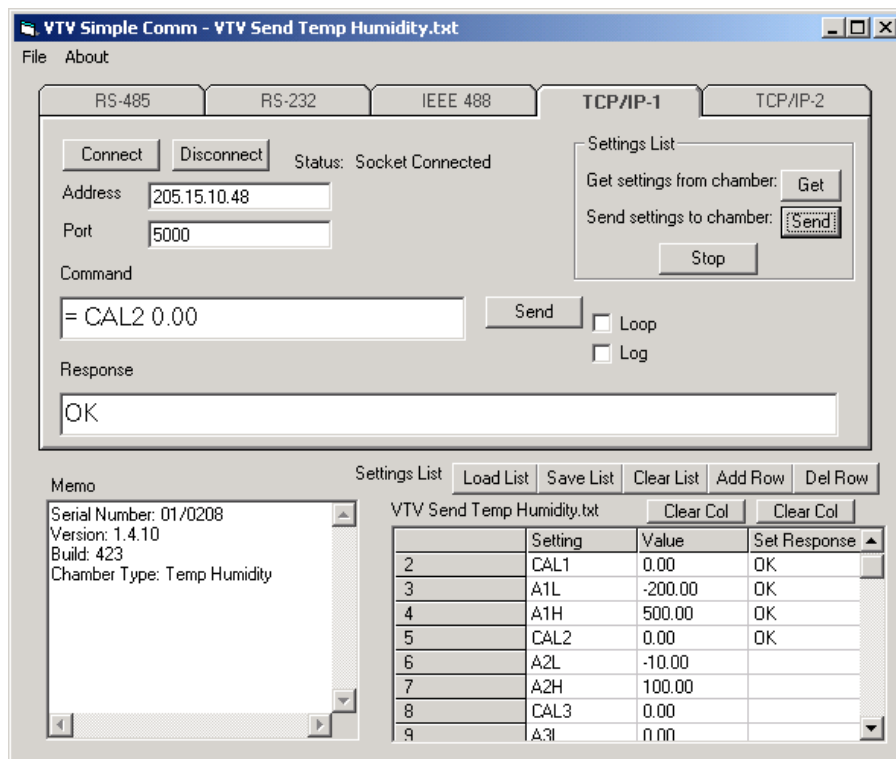 VTV Simple Comm - VTV Send Temp Humidity.txt
File About
RS-485 RS-232 IEEE 488 TCP/IP-1 TCP/IP-2
Connect Disconnect Status: Socket Connected
Address 205.15.10.48
Port 5000
Settings List
Get settings from chamber: Get
Send settings to chamber: Send
Stop
Command
= CAL2 0.00
Send
Loop
Log
Response
OK
Memo
Serial Number: 01/0208
Version: 1.4.10
Build: 423
Chamber Type: Temp Humidity
Settings List Load List Save List Clear List Add Row Del Row
VTV Send Temp Humidity.txt Clear Col Clear Col
Setting Value Set Response
2 CAL1 0.00 OK
3 A1L -200.00 OK
4 A1H 500.00 OK
5 CAL2 0.00 OK
6 A2L -10.00
7 A2H 100.00
8 CAL3 0.00
9 A3L 0.00